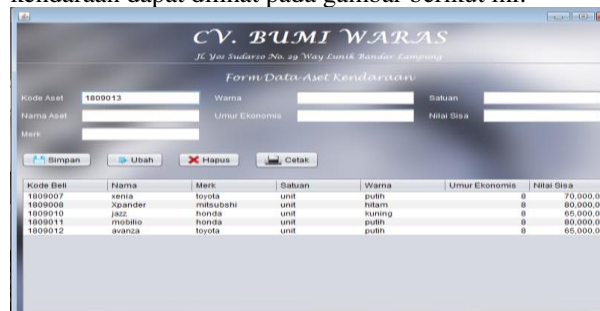 kendaraan dapat dilihat pada gambar berikut ini.
CV. BUMI WARAS
Jl. Yos Sudarso No. 29 Way Lunik Bandar Lampung
Form Data Aset Kendaraan
Kode Aset 1809013 Warna Satuan
Nama Aset Umur Ekonomis Nilai Sisa
Merk
Simpan Ubah Hapus Cetak
Kode Beli Nama Merk Satuan Warna Umur Ekonomis Nilai Sisa
1809007 xenia toyota unit putih 8 70,000,0
1809008 Xpander mitsubshi unit hitam 8 80,000,0
1809010 jazz honda unit kuning 8 65,000,0
1809011 mobilio honda unit putih 8 80,000,0
1809012 avanza toyota unit putih 8 65,000,0